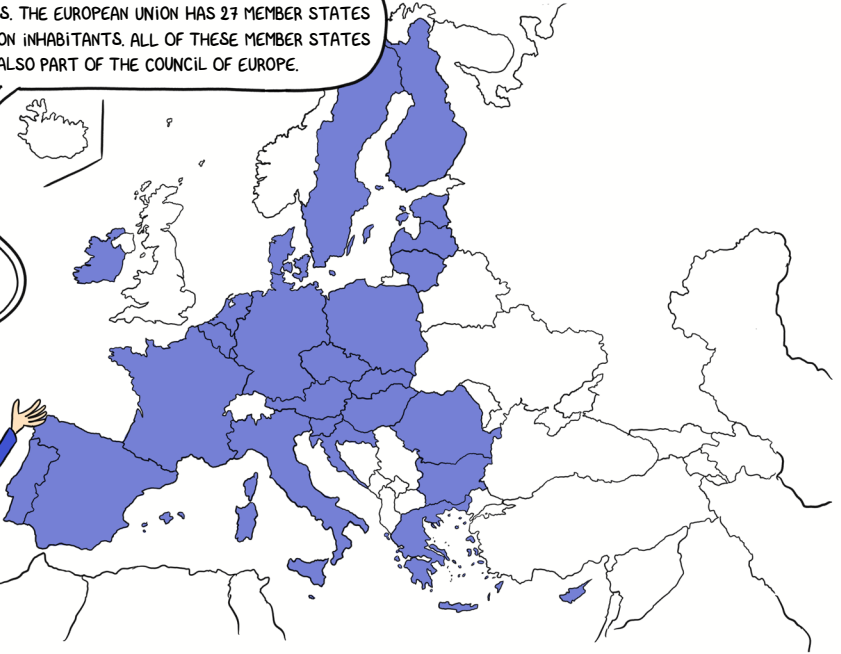 S. THE EUROPEAN UNION HAS 27 MEMBER STATES
ON INHABITANTS. ALL OF THESE MEMBER STATES
ALSO PART OF THE COUNCIL OF EUROPE.